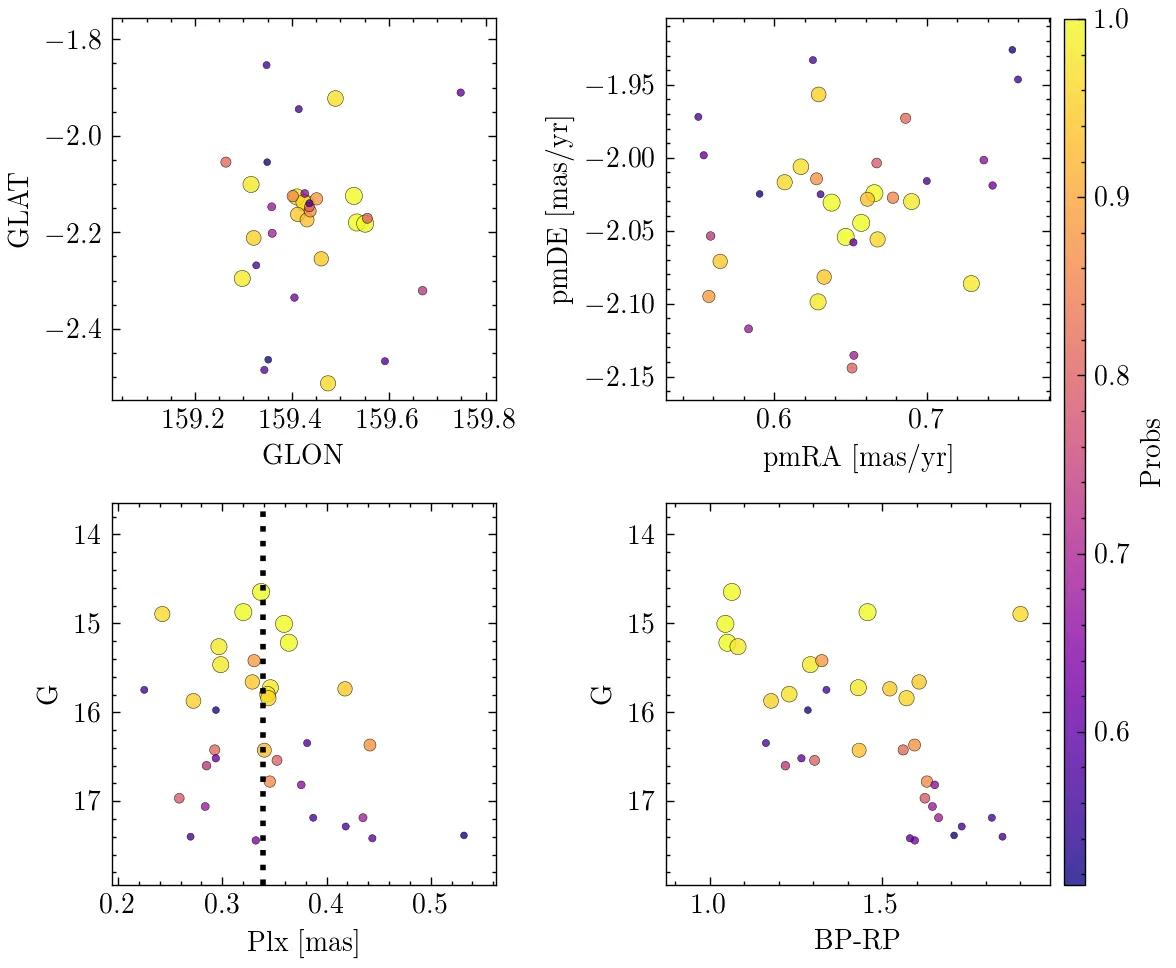 −1.8
−2.0
−2.2
−2.4
GLAT
159.2 159.4 159.6 159.8
GLON
−1.95
−2.00
−2.05
−2.10
−2.15
pmDE [mas/yr]
0.6 0.7
pmRA [mas/yr]
1.0
0.9
0.8
0.7
0.6
Probs
14
15
16
17
G
0.2 0.3 0.4 0.5
Plx [mas]
14
15
16
17
G
1.0 1.5
BP-RP